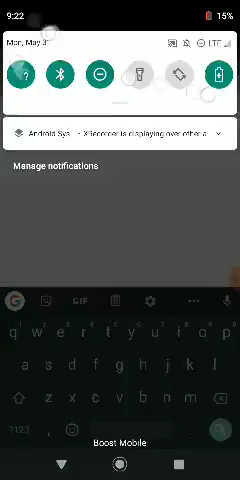 9:22 15%
Mon, May 31 LTE
?
Android Sys • XRecorder is displaying over other a
Manage notifications
G GIF
q w e r t y u i o p
a s d f g h j k l
z x c v b n m
?123 , .
Boost Mobile